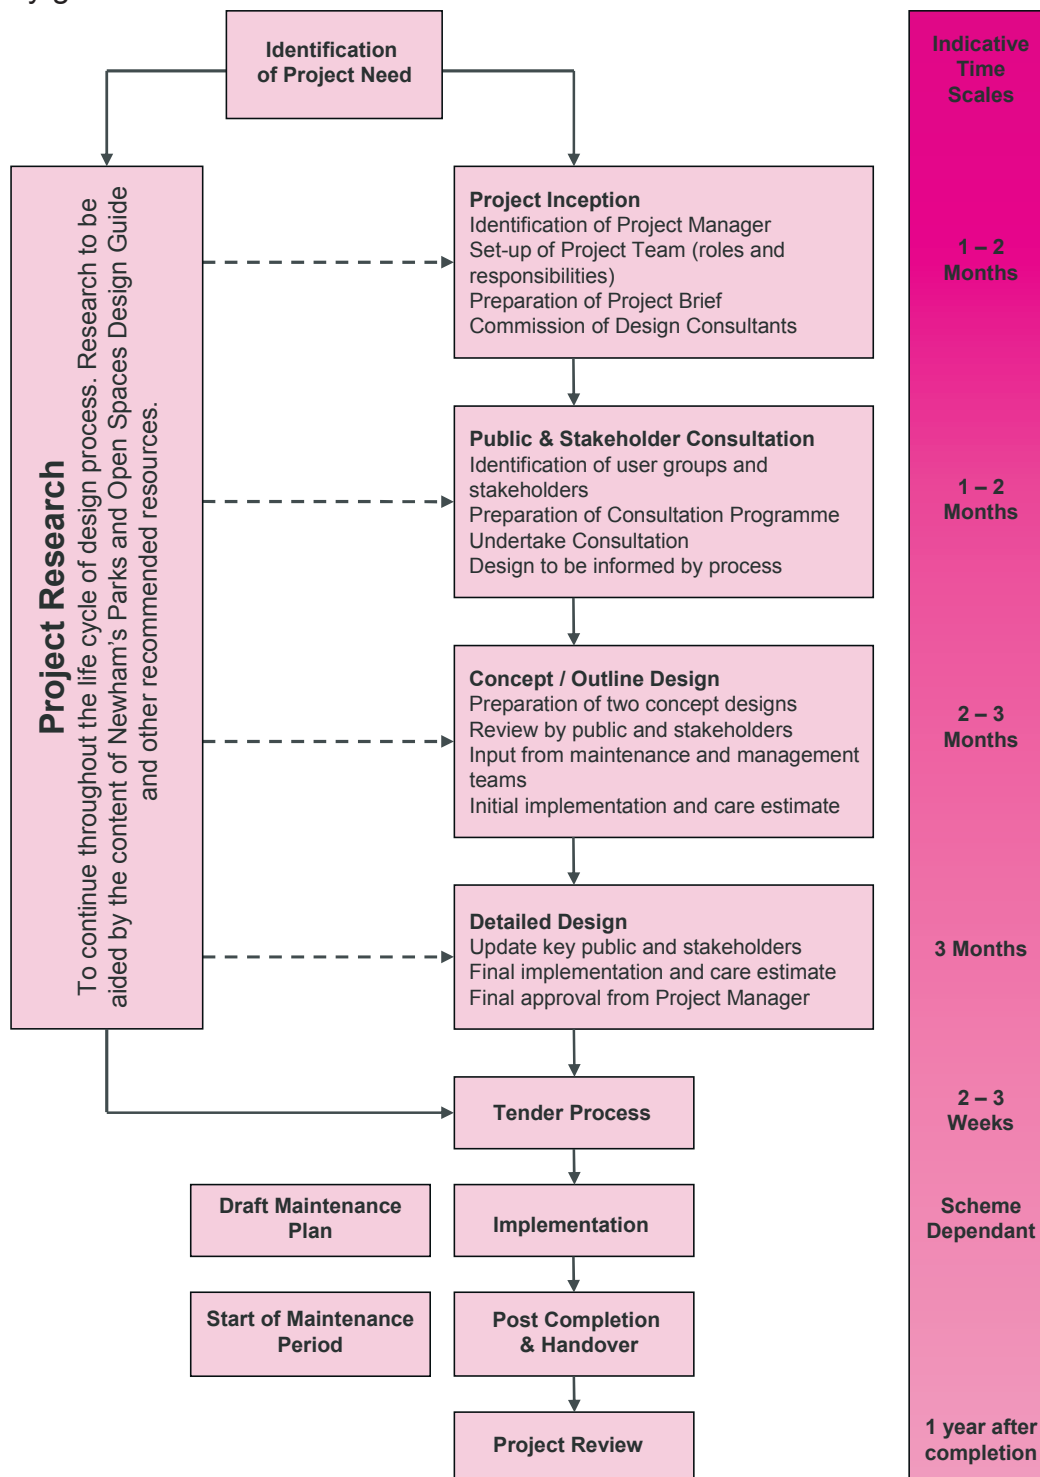 Identification
of Project Need
Indicative
Time
Scales
Project Research
To continue throughout the life cycle of design process. Research to be
aided by the content of Newham's Parks and Open Spaces Design Guide
and other recommended resources.
Project Inception
Identification of Project Manager
Set-up of Project Team (roles and
responsibilities)
Preparation of Project Brief
Commission of Design Consultants
1 – 2
Months
Public & Stakeholder Consultation
Identification of user groups and
stakeholders
Preparation of Consultation Programme
Undertake Consultation
Design to be informed by process
1 – 2
Months
Concept / Outline Design
Preparation of two concept designs
Review by public and stakeholders
Input from maintenance and management
teams
Initial implementation and care estimate
2 – 3
Months
Detailed Design
Update key public and stakeholders
Final implementation and care estimate
Final approval from Project Manager
3 Months
Tender Process
2 – 3
Weeks
Draft Maintenance
Plan
Implementation
Scheme
Dependant
Start of Maintenance
Period
Post Completion
& Handover
Project Review
1 year after
completion